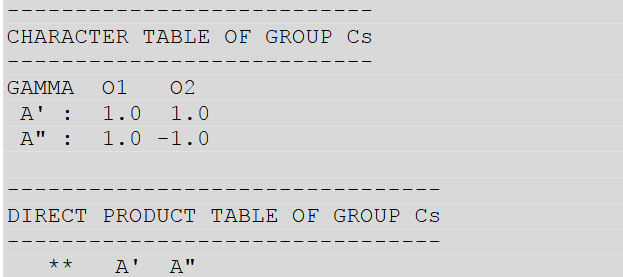 ---------------------------
CHARACTER TABLE OF GROUP Cs
---------------------------
GAMMA  O1   O2
 A' :  1.0  1.0
 A" :  1.0 -1.0
--------------------------------
DIRECT PRODUCT TABLE OF GROUP Cs
--------------------------------
   **   A'  A"